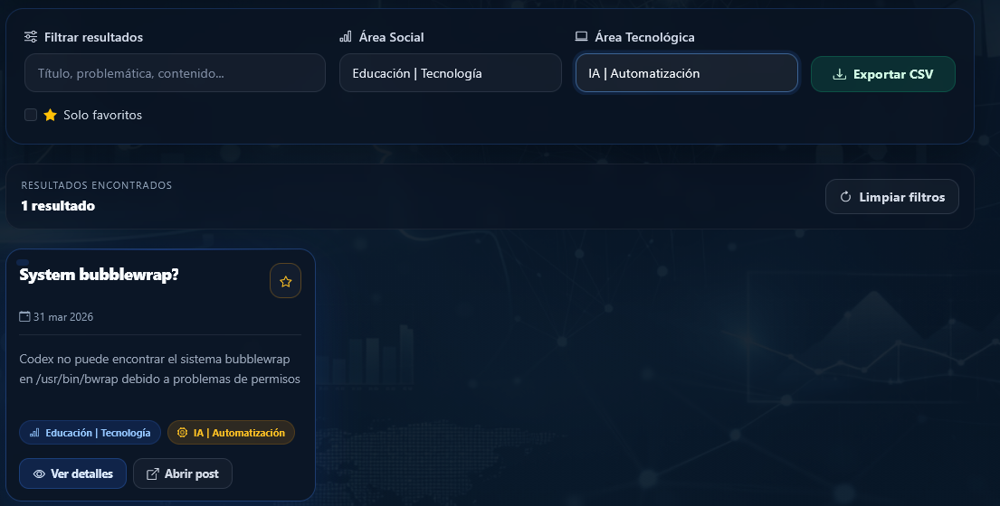 Filtrar resultados
Área Social
Área Tecnológica
Título, problemática, contenido...
Educación | Tecnología
IA | Automatización
Exportar CSV
Solo favoritos
RESULTADOS ENCONTRADOS
1 resultado
Limpiar filtros
System bubblewrap?
31 mar 2026
Codex no puede encontrar el sistema bubblewrap
en /usr/bin/bwrap debido a problemas de permisos
Educación | Tecnología
IA | Automatización
Ver detalles
Abrir post